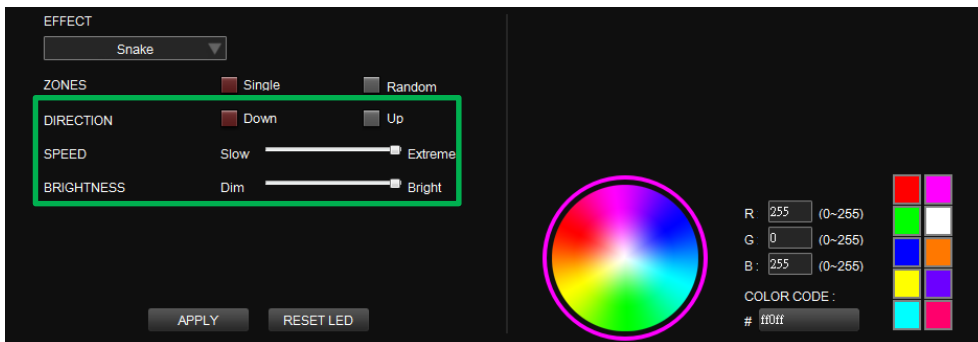 EFFECT
Snake
ZONES Single Random
DIRECTION Down Up
SPEED Slow Extreme
BRIGHTNESS Dim Bright
APPLY RESET LED
R 255 (0~255)
G 0 (0~255)
B : 255 (0~255)
COLOR CODE :
# ff0ff